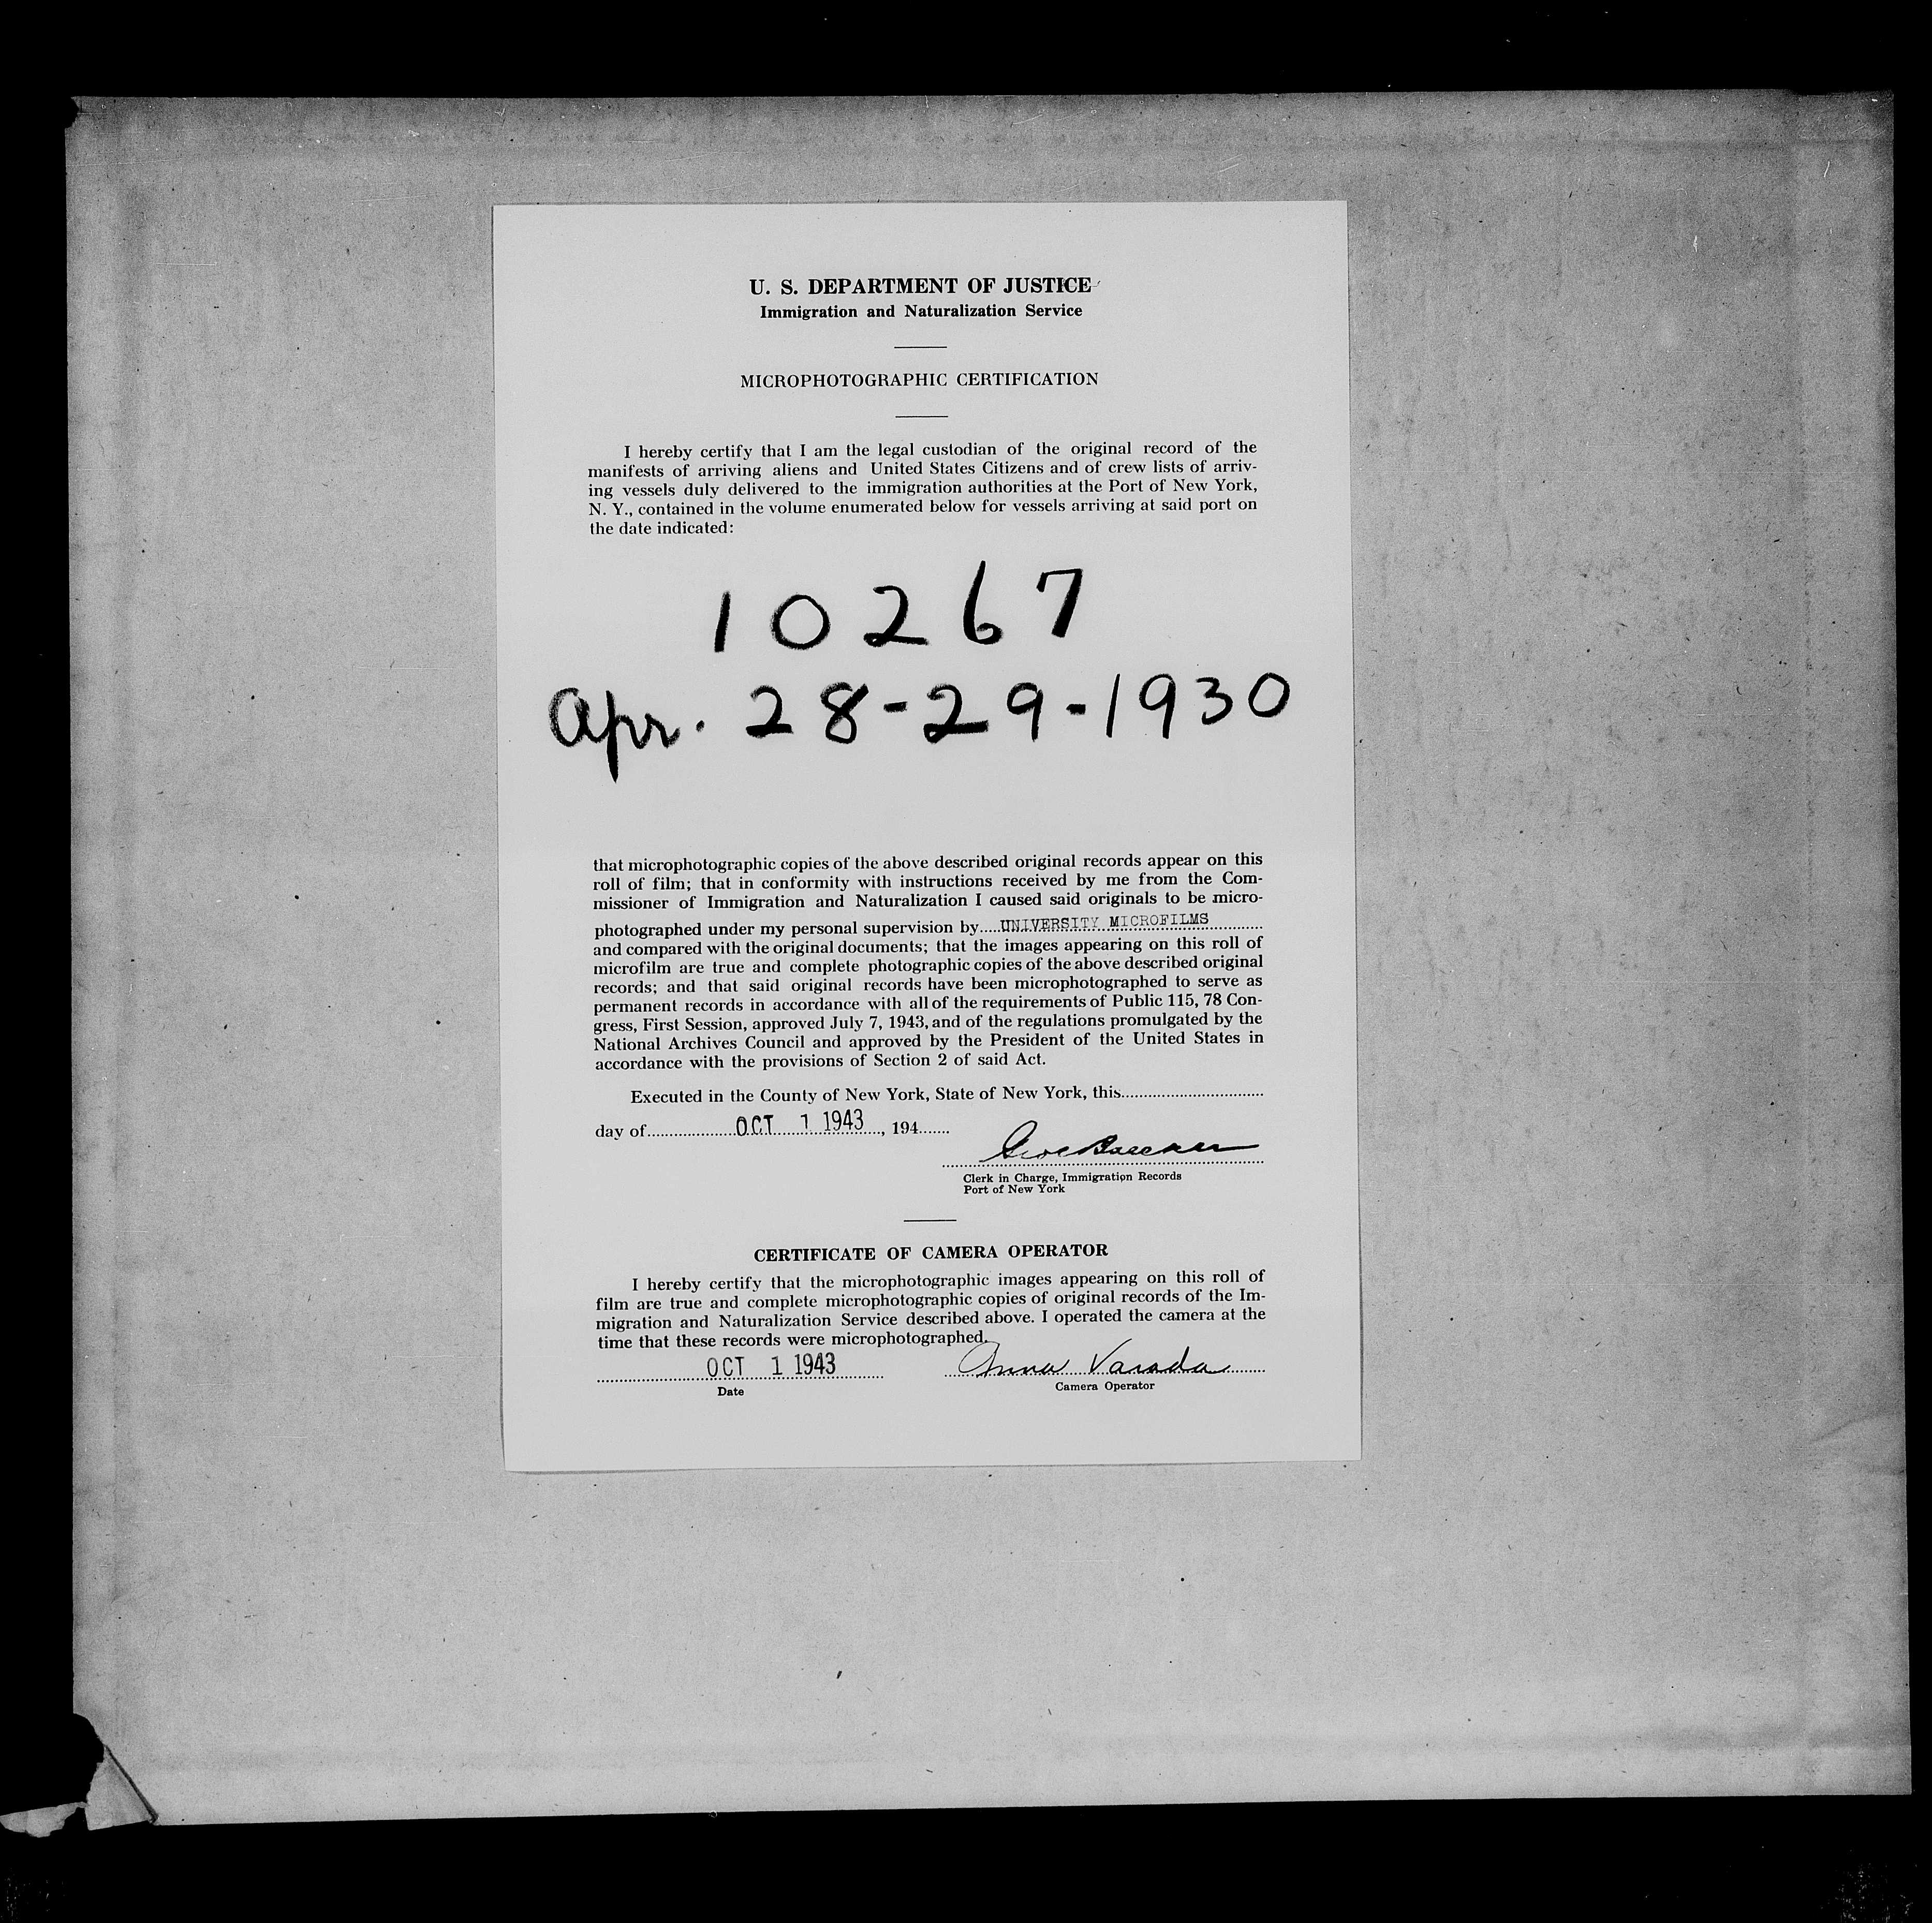 U. S. DEPARTMENT OF JUSTICE
Immigration and Naturalization Service
MICROPHOTOGRAPHIC CERTIFICATION
I hereby certify that I am the legal custodian of the original record of the
manifests of arriving aliens and United States Citizens and of crew lists of arriv-
ing vessels duly delivered to the immigration authorities at the Port of New York,
N. Y., contained in the volume enumerated below for vessels arriving at said port on
the date indicated:
10267
Apr. 28-29-1930
that microphotographic copies of the above described original records appear on this
roll of film; that in conformity with instructions received by me from the Com-
missioner of Immigration and Naturalization I caused said originals to be micro-
photographed under my personal supervision by UNIVERSITY MICROFILMS
and compared with the original documents; that the images appearing on this roll of
microfilm are true and complete photographic copies of the above described original
records; and that said original records have been microphotographed to serve as
permanent records in accordance with all of the requirements of Public 115, 78 Con-
gress, First Session, approved July 7, 1943, and of the regulations promulgated by the
National Archives Council and approved by the President of the United States in
accordance with the provisions of Section 2 of said Act.
Executed in the County of New York, State of New York, this
day of OCT 1 1943, 194
Clerk in Charge, Immigration Records
Port of New York
CERTIFICATE OF CAMERA OPERATOR
I hereby certify that the microphotographic images appearing on this roll of
film are true and complete microphotographic copies of original records of the Im-
migration and Naturalization Service described above. I operated the camera at the
time that these records were microphotographed.
OCT 1 1943 Anna Varada
Date Camera Operator